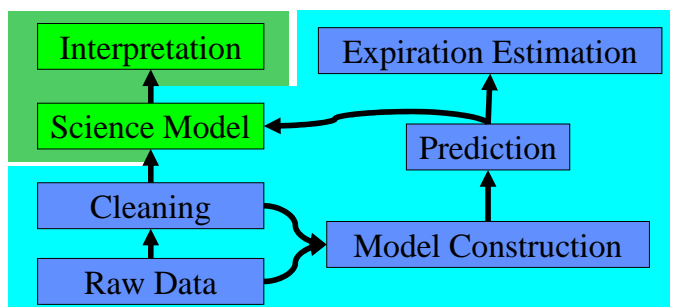 Interpretation
Expiration Estimation
Science Model
Prediction
Cleaning
Model Construction
Raw Data